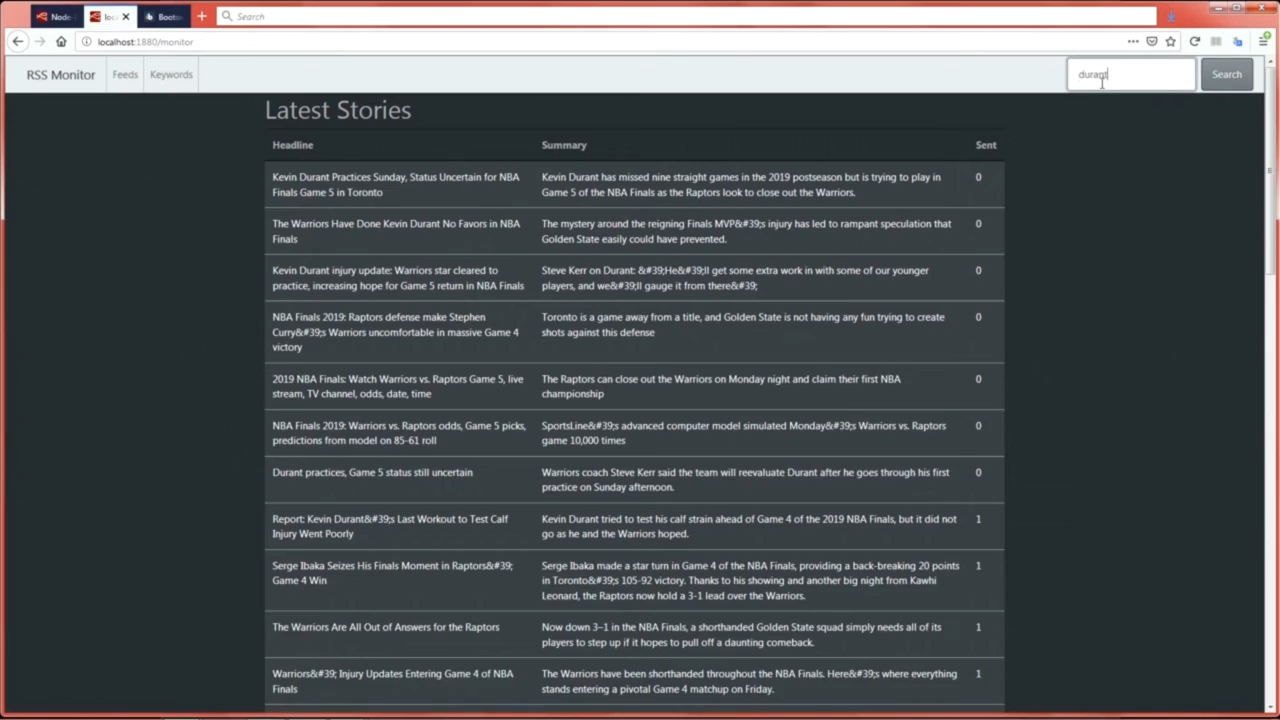 Node-
loc
Bootst
Search
localhost:1880/monitor
RSS Monitor Feeds Keywords durant Search
Latest Stories
Headline Summary Sent
Kevin Durant Practices Sunday, Status Uncertain for NBA
Finals Game 5 in Toronto
Kevin Durant has missed nine straight games in the 2019 postseason but is trying to play in
Game 5 of the NBA Finals as the Raptors look to close out the Warriors.
0
The Warriors Have Done Kevin Durant No Favors in NBA
Finals
The mystery around the reigning Finals MVP&#39;s injury has led to rampant speculation that
Golden State easily could have prevented.
0
Kevin Durant injury update: Warriors star cleared to
practice, increasing hope for Game 5 return in NBA Finals
Steve Kerr on Durant: &#39;He&#39;ll get some extra work in with some of our younger
players, and we&#39;ll gauge it from there&#39;
0
NBA Finals 2019: Raptors defense make Stephen
Curry&#39;s Warriors uncomfortable in massive Game 4
victory
Toronto is a game away from a title, and Golden State is not having any fun trying to create
shots against this defense
0
2019 NBA Finals: Watch Warriors vs. Raptors Game 5, live
stream, TV channel, odds, date, time
The Raptors can close out the Warriors on Monday night and claim their first NBA
championship
0
NBA Finals 2019: Warriors vs. Raptors odds, Game 5 picks,
predictions from model on 85-61 roll
SportsLine&#39;s advanced computer model simulated Monday&#39;s Warriors vs. Raptors
game 10,000 times
0
Durant practices, Game 5 status still uncertain
Warriors coach Steve Kerr said the team will reevaluate Durant after he goes through his first
practice on Sunday afternoon.
0
Report: Kevin Durant&#39;s Last Workout to Test Calf
Injury Went Poorly
Kevin Durant tried to test his calf strain ahead of Game 4 of the 2019 NBA Finals, but it did not
go as he and the Warriors hoped.
1
Serge Ibaka Seizes His Finals Moment in Raptors&#39;
Game 4 Win
Serge Ibaka made a star turn in Game 4 of the NBA Finals, providing a back-breaking 20 points
in Toronto&#39;s 105-92 victory. Thanks to his showing and another big night from Kawhi
Leonard, the Raptors now hold a 3-1 lead over the Warriors.
1
The Warriors Are All Out of Answers for the Raptors
Now down 3–1 in the NBA Finals, a shorthanded Golden State squad simply needs all of its
players to step up if it hopes to pull off a daunting comeback.
1
Warriors&#39; Injury Updates Entering Game 4 of NBA
Finals
The Warriors have been shorthanded throughout the NBA Finals. Here&#39;s where everything
stands entering a pivotal Game 4 matchup on Friday.
1